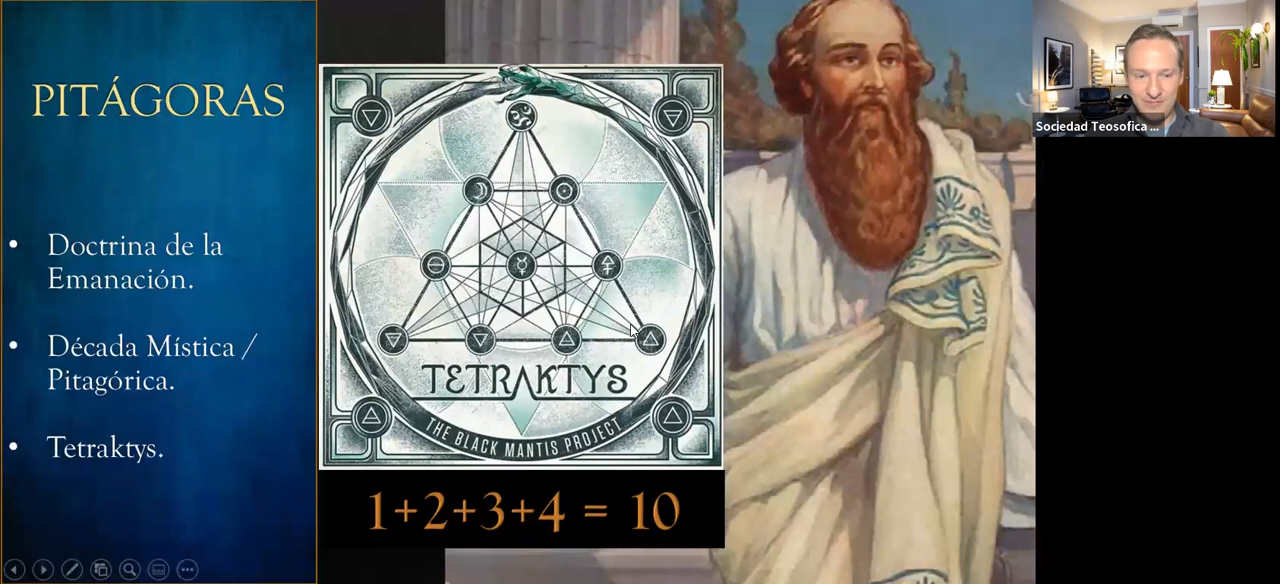 PITÁGORAS
• Doctrina de la
Emanación.
• Década Mística /
Pitagórica.
• Tetraktys.
TETRAKTYS
THE BLACK MANTIS PROJECT
1+2+3+4 = 10
Sociedad Teosofica ...